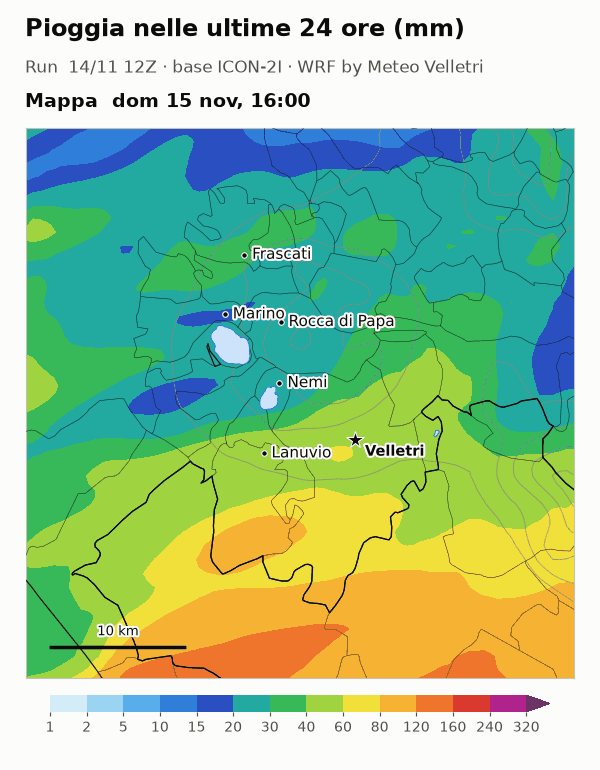 Pioggia nelle ultime 24 ore (mm)
Run  14/11 12Z · base ICON-2I · WRF by Meteo Velletri
Mappa  dom 15 nov, 16:00
Frascati
Marino
Rocca di Papa
Nemi
Velletri
Lanuvio
10 km
1 2 5 10 15 20 30 40 60 80 120 160 240 320